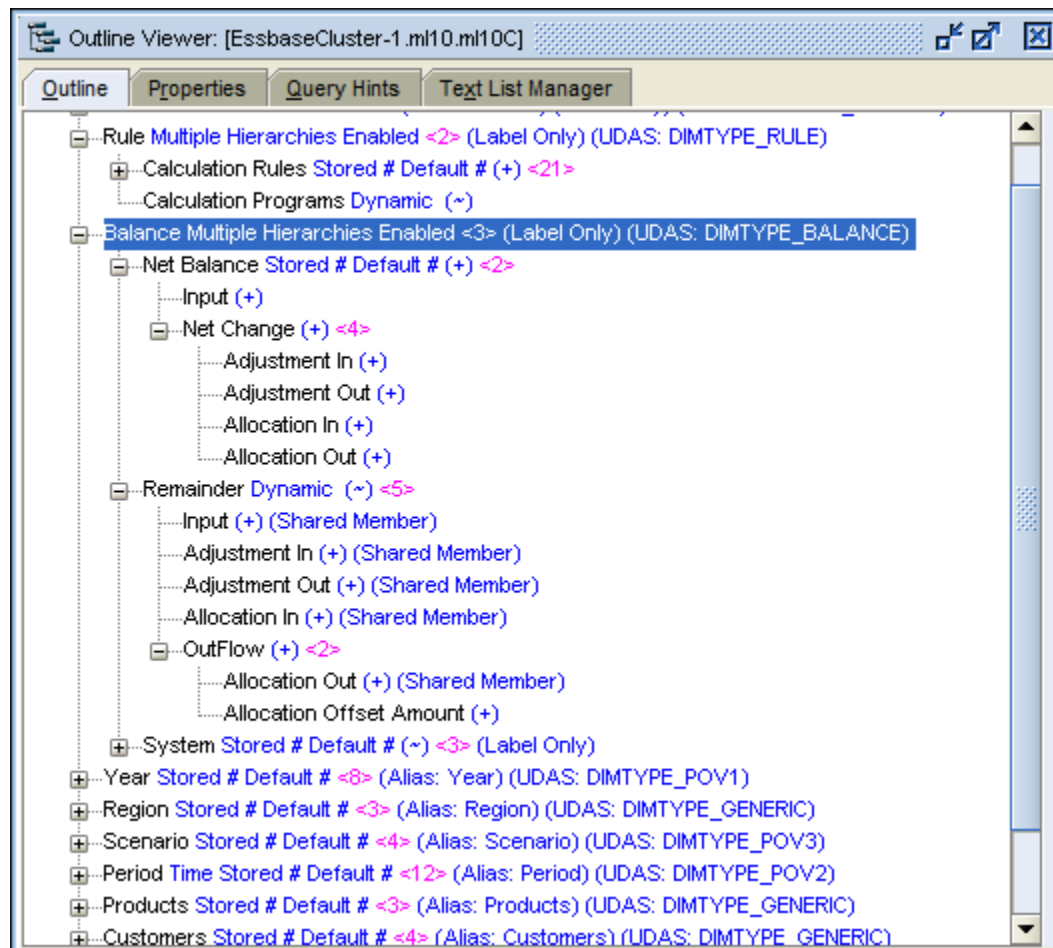 Outline Viewer: [EssbaseCluster-1.ml10.ml10C]
Outline Properties Query Hints Text List Manager
Rule Multiple Hierarchies Enabled <2> (Label Only) (UDAS: DIMTYPE_RULE)
Calculation Rules Stored # Default # (+) <21>
Calculation Programs Dynamic (~)
Balance Multiple Hierarchies Enabled <3> (Label Only) (UDAS: DIMTYPE_BALANCE)
Net Balance Stored # Default # (+) <2>
Input (+)
Net Change (+) <4>
Adjustment In (+)
Adjustment Out (+)
Allocation In (+)
Allocation Out (+)
Remainder Dynamic (~) <5>
Input (+) (Shared Member)
Adjustment In (+) (Shared Member)
Adjustment Out (+) (Shared Member)
Allocation In (+) (Shared Member)
OutFlow (+) <2>
Allocation Out (+) (Shared Member)
Allocation Offset Amount (+)
System Stored # Default # (~) <3> (Label Only)
Year Stored # Default # <8> (Alias: Year) (UDAS: DIMTYPE_POV1)
Region Stored # Default # <3> (Alias: Region) (UDAS: DIMTYPE_GENERIC)
Scenario Stored # Default # <4> (Alias: Scenario) (UDAS: DIMTYPE_POV3)
Period Time Stored # Default # <12> (Alias: Period) (UDAS: DIMTYPE_POV2)
Products Stored # Default # <3> (Alias: Products) (UDAS: DIMTYPE_GENERIC)
Customers Stored # Default # <4> (Alias: Customers) (UDAS: DIMTYPE_GENERIC)